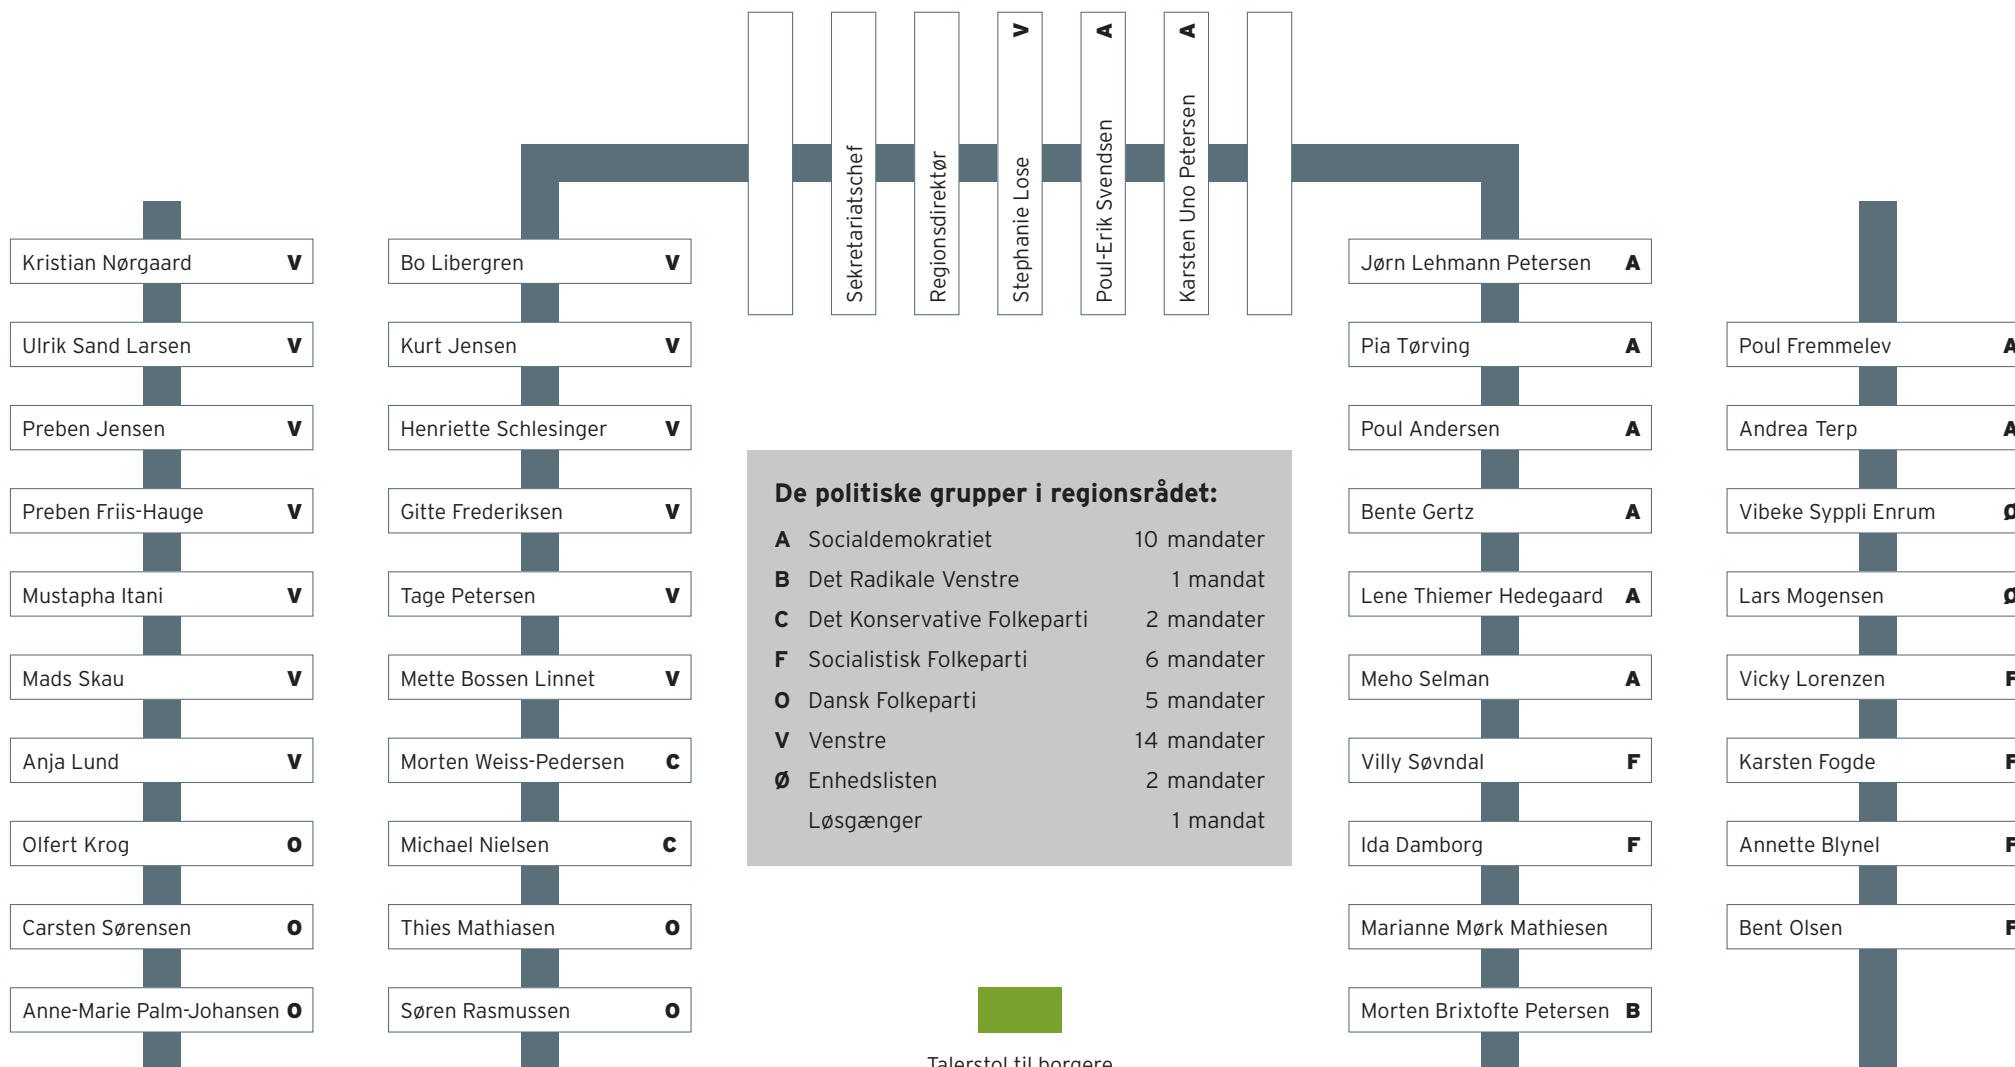 Sekretariatschef
Regionsdirektør
Stephanie Lose V
Poul-Erik Svendsen A
Karsten Uno Petersen A
Kristian Nørgaard V
Ulrik Sand Larsen V
Preben Jensen V
Preben Friis-Hauge V
Mustapha Itani V
Mads Skau V
Anja Lund V
Olfert Krog O
Carsten Sørensen O
Anne-Marie Palm-Johansen O
Bo Libergren V
Kurt Jensen V
Henriette Schlesinger V
Gitte Frederiksen V
Tage Petersen V
Mette Bossen Linnet V
Morten Weiss-Pedersen C
Michael Nielsen C
Thies Mathiasen O
Søren Rasmussen O
De politiske grupper i regionsrådet:
A Socialdemokratiet 10 mandater
B Det Radikale Venstre 1 mandat
C Det Konservative Folkeparti 2 mandater
F Socialistisk Folkeparti 6 mandater
O Dansk Folkeparti 5 mandater
V Venstre 14 mandater
Ø Enhedslisten 2 mandater
Løsgænger 1 mandat
Talerstol til borgere
Jørn Lehmann Petersen A
Pia Tørving A
Poul Andersen A
Bente Gertz A
Lene Thiemer Hedegaard A
Meho Selman A
Villy Søvndal F
Ida Damborg F
Marianne Mørk Mathiesen
Morten Brixtofte Petersen B
Poul Fremmelev A
Andrea Terp A
Vibeke Syppli Enrum Ø
Lars Mogensen Ø
Vicky Lorenzen F
Karsten Fogde F
Annette Blynel F
Bent Olsen F